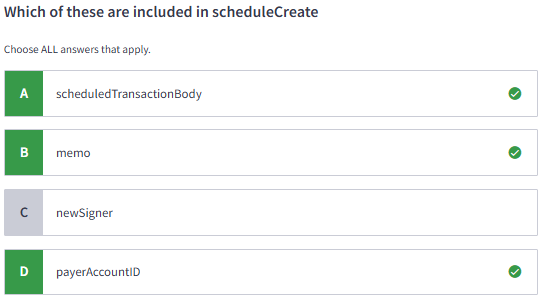 Which of these are included in scheduleCreate
Choose ALL answers that apply.
A scheduledTransactionBody
B memo
C newSigner
D payerAccountID